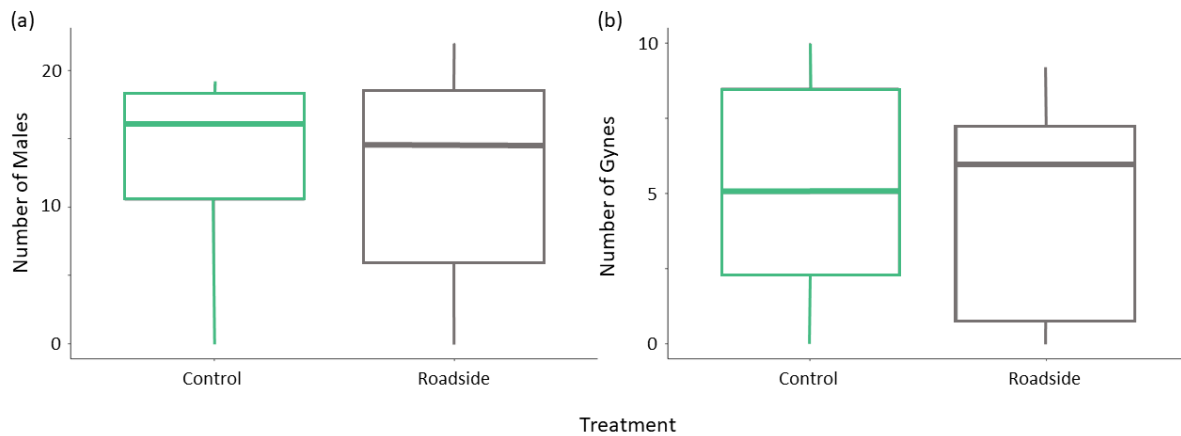 (a)
Number of Males
20
10
0
Control
Roadside
(b)
Number of Gynes
10
5
0
Control
Roadside
Treatment